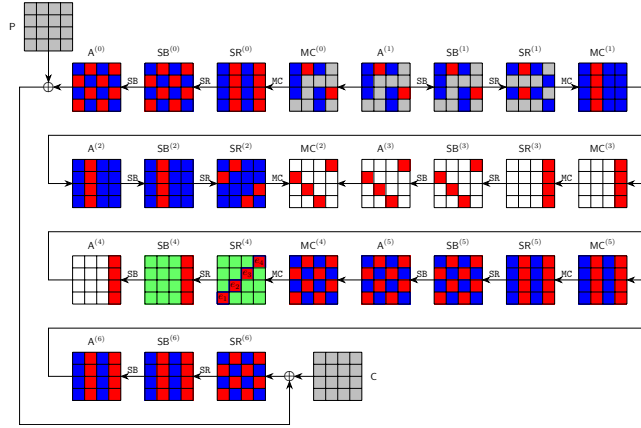 P
A^(0) SB^(0) SR^(0) MC^(0) A^(1) SB^(1) SR^(1) MC^(1)
SB SR MC SB SR MC
A^(2) SB^(2) SR^(2) MC^(2) A^(3) SB^(3) SR^(3) MC^(3)
SB SR MC SB SR MC
A^(4) SB^(4) SR^(4) MC^(4) A^(5) SB^(5) SR^(5) MC^(5)
SB SR MC SB SR MC
A^(6) SB^(6) SR^(6)
SB SR
C